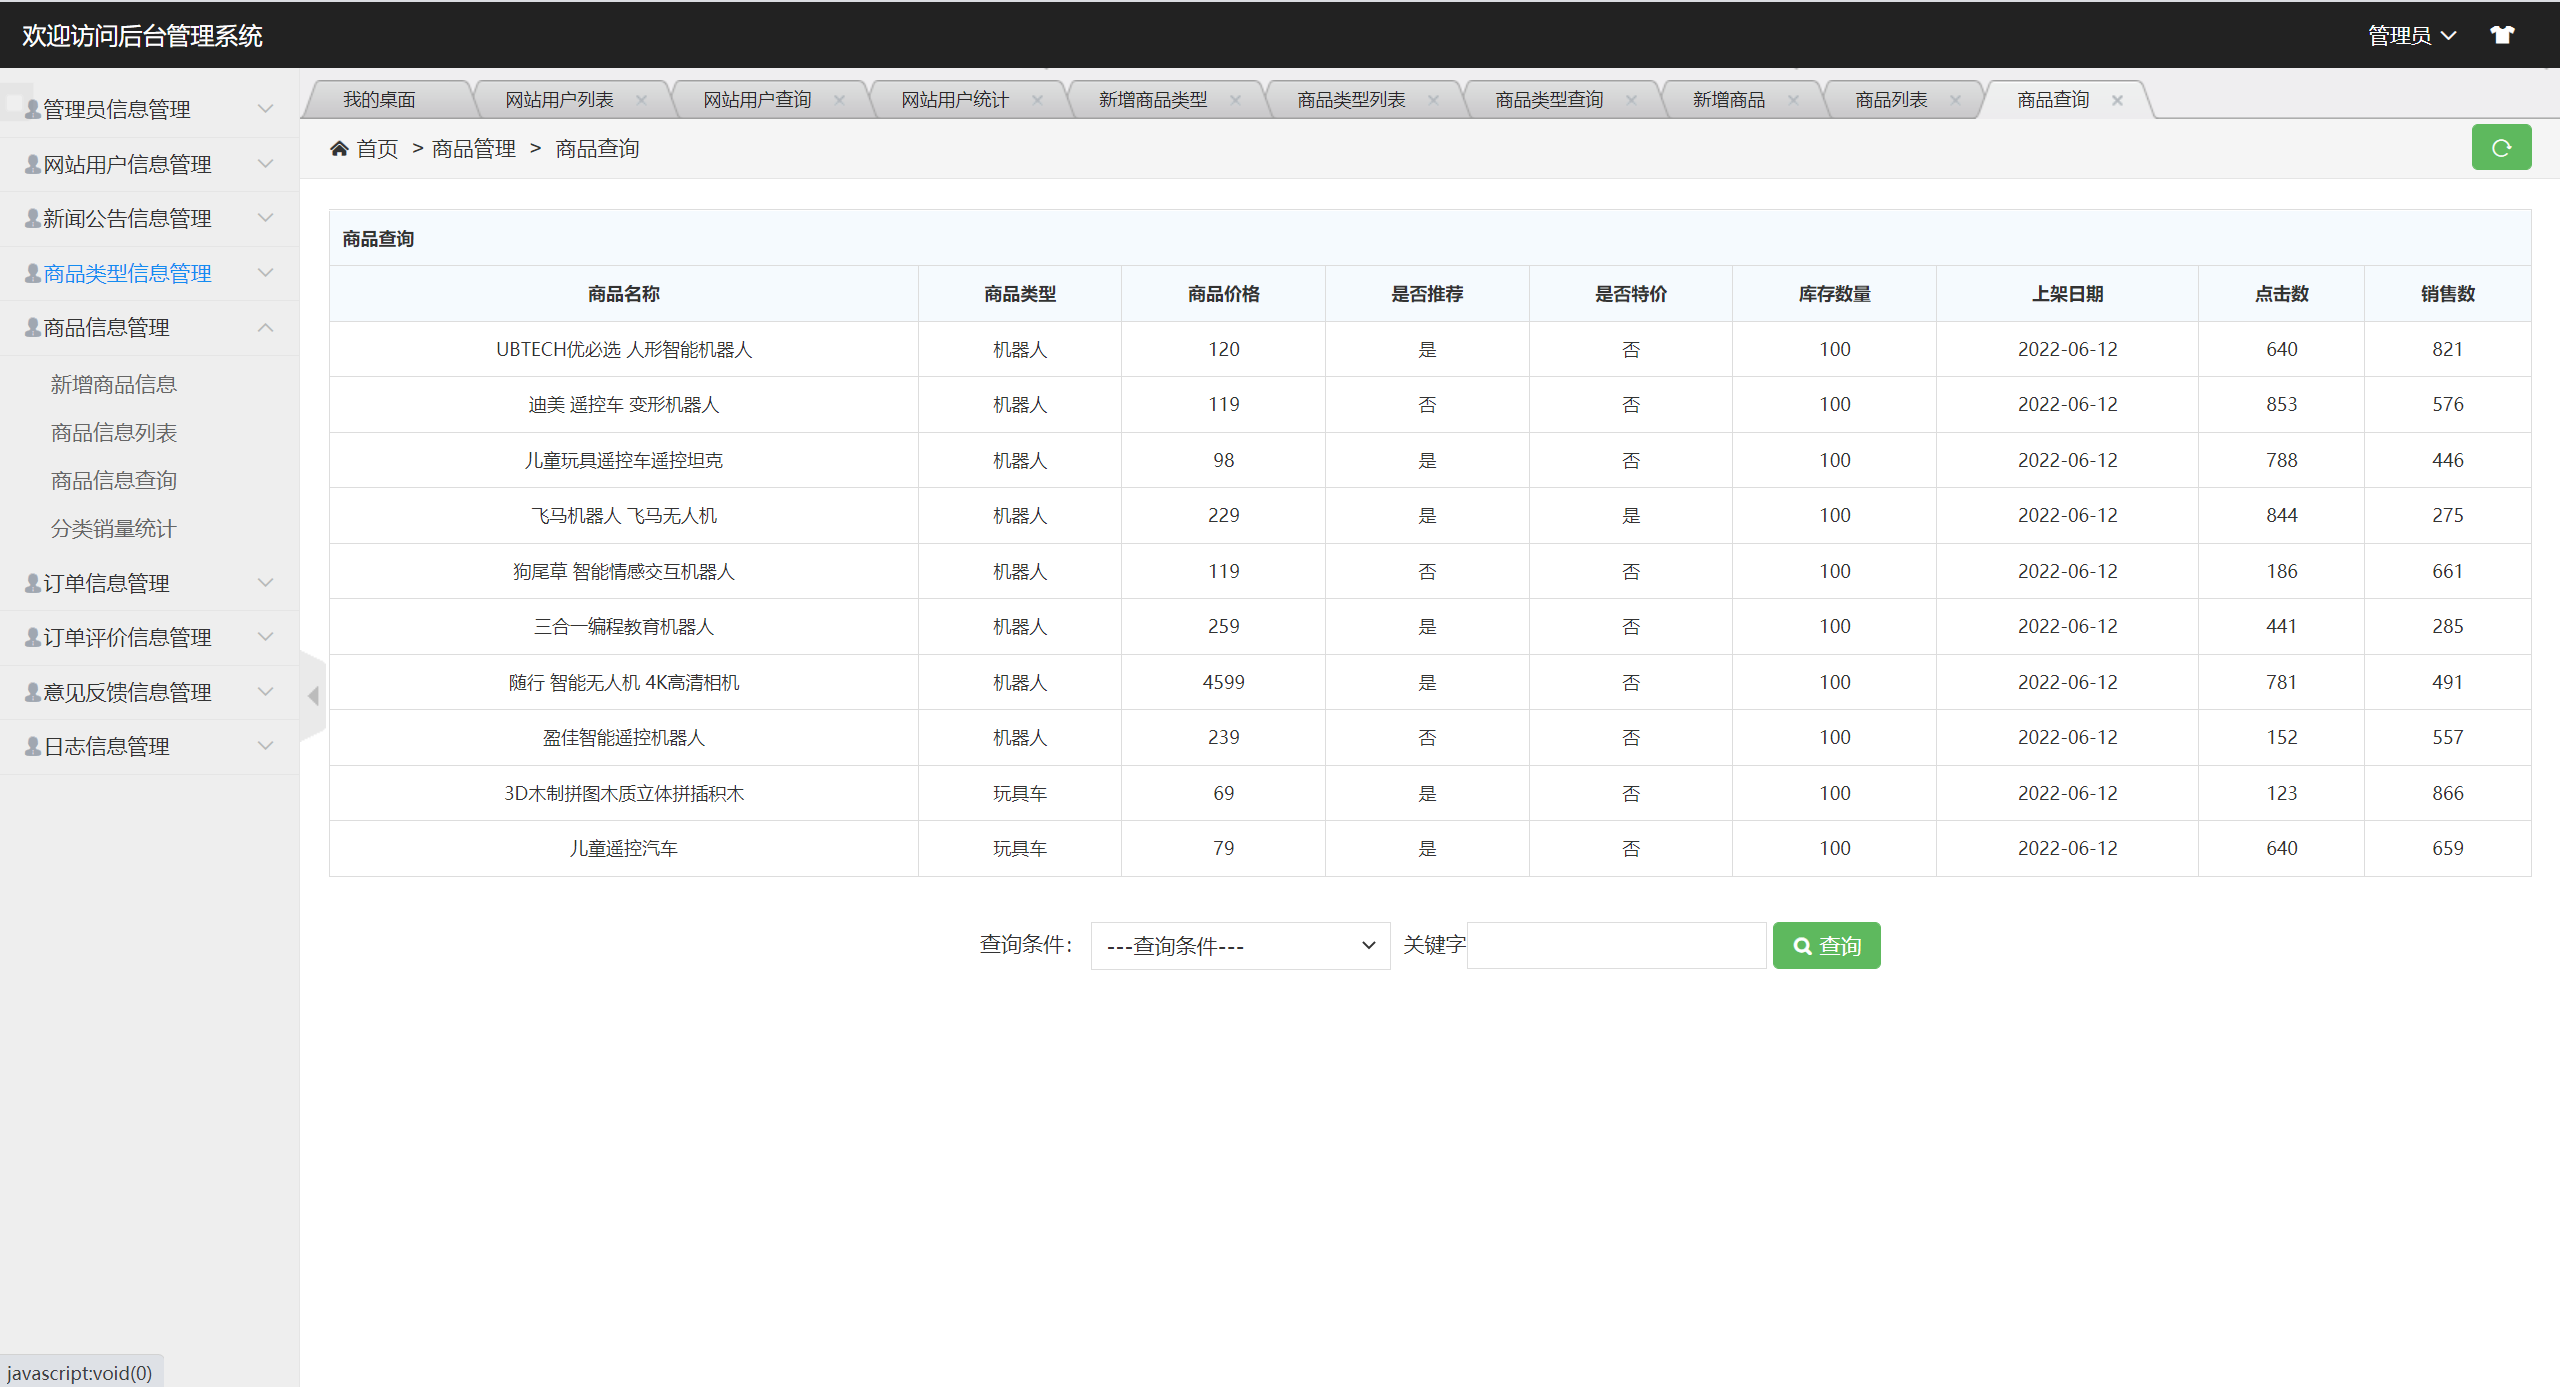 欢迎访问后台管理系统
管理员
管理员信息管理
网站用户信息管理
新闻公告信息管理
商品类型信息管理
商品信息管理
新增商品信息
商品信息列表
商品信息查询
分类销量统计
订单信息管理
订单评价信息管理
意见反馈信息管理
日志信息管理
我的桌面 网站用户列表 网站用户查询 网站用户统计 新增商品类型 商品类型列表 商品类型查询 新增商品 商品列表 商品查询
首页 > 商品管理 > 商品查询
商品查询
商品名称 商品类型 商品价格 是否推荐 是否特价 库存数量 上架日期 点击数 销售数
UBTECH优必选 人形智能机器人 机器人 120 是 否 100 2022-06-12 640 821
迪美 遥控车 变形机器人 机器人 119 否 否 100 2022-06-12 853 576
儿童玩具遥控车遥控坦克 机器人 98 是 否 100 2022-06-12 788 446
飞马机器人 飞马无人机 机器人 229 是 是 100 2022-06-12 844 275
狗尾草 智能情感交互机器人 机器人 119 否 否 100 2022-06-12 186 661
三合一编程教育机器人 机器人 259 是 否 100 2022-06-12 441 285
随行 智能无人机 4K高清相机 机器人 4599 是 否 100 2022-06-12 781 491
盈佳智能遥控机器人 机器人 239 否 否 100 2022-06-12 152 557
3D木制拼图木质立体拼插积木 玩具车 69 是 否 100 2022-06-12 123 866
儿童遥控汽车 玩具车 79 是 否 100 2022-06-12 640 659
查询条件： ---查询条件--- 关键字 查询
javascript:void(0)